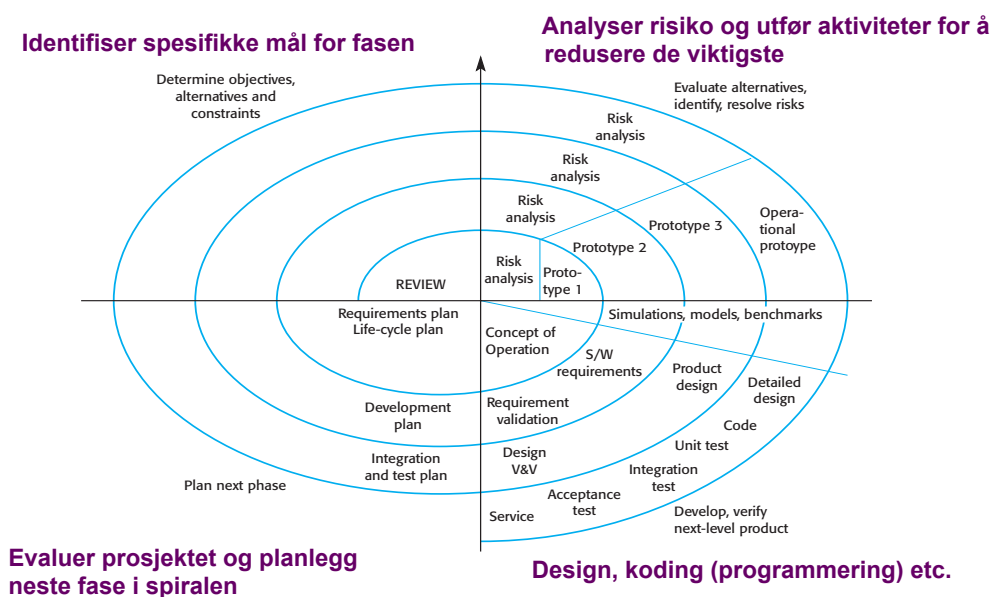 Identifiser spesifikke mål for fasen
Analyser risiko og utfør aktiviteter for å
redusere de viktigste
Determine objectives,
alternatives and
constraints
Evaluate alternatives,
identify, resolve risks
Risk
analysis
Risk
analysis
Risk
analysis
Risk
analysis
Proto-
type 1
Prototype 2
Prototype 3
Opera-
tional
protoype
REVIEW
Requirements plan
Life-cycle plan
Simulations, models, benchmarks
Concept of
Operation
S/W
requirements
Product
design
Detailed
design
Development
plan
Requirement
validation
Code
Unit test
Integration
and test plan
Design
V&V
Integration
test
Plan next phase
Acceptance
test
Service
Develop, verify
next-level product
Evaluer prosjektet og planlegg
neste fase i spiralen
Design, koding (programmering) etc.